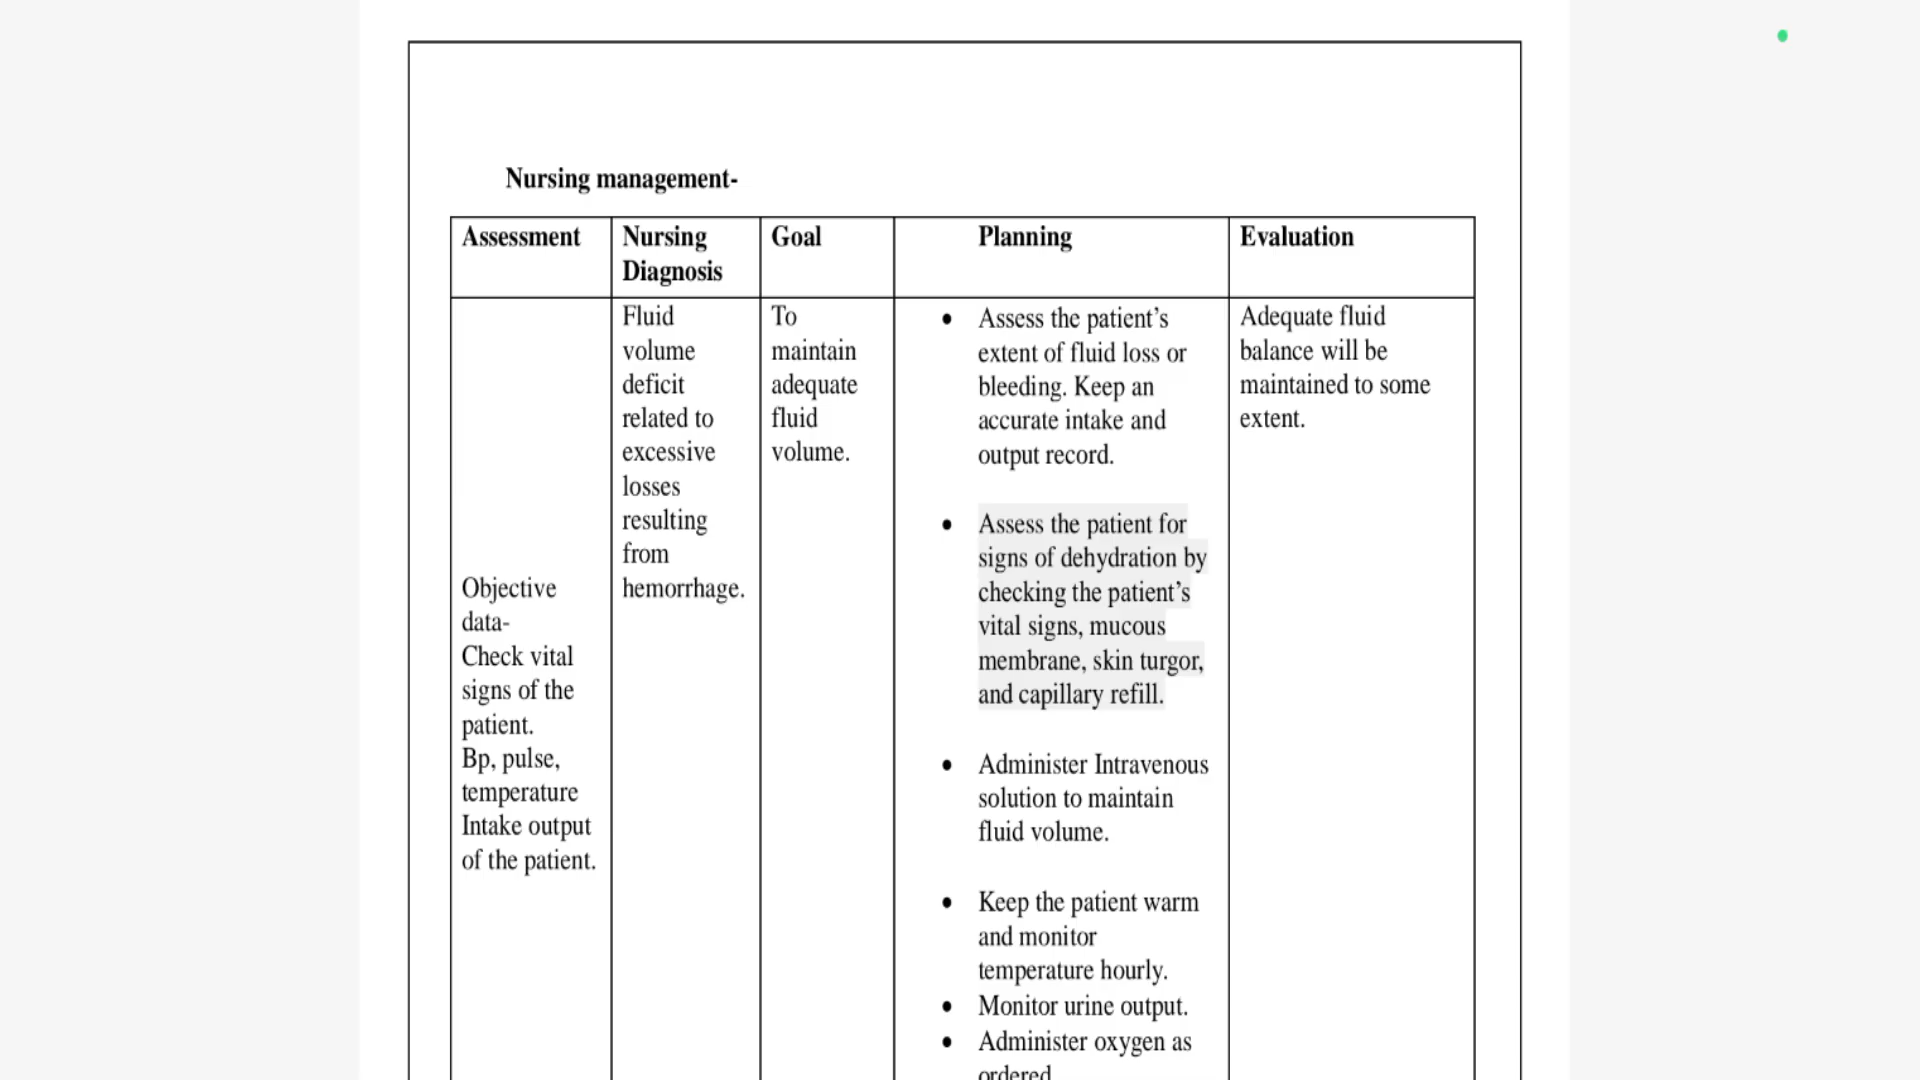 Nursing management-
Assessment
Nursing
Diagnosis
Goal
Planning
Evaluation
Objective
data-
Check vital
signs of the
patient.
Bp, pulse,
temperature
Intake output
of the patient.
Fluid
volume
deficit
related to
excessive
losses
resulting
from
hemorrhage.
To
maintain
adequate
fluid
volume.
• Assess the patient’s
extent of fluid loss or
bleeding. Keep an
accurate intake and
output record.
• Assess the patient for
signs of dehydration by
checking the patient’s
vital signs, mucous
membrane, skin turgor,
and capillary refill.
• Administer Intravenous
solution to maintain
fluid volume.
• Keep the patient warm
and monitor
temperature hourly.
• Monitor urine output.
• Administer oxygen as
ordered
Adequate fluid
balance will be
maintained to some
extent.